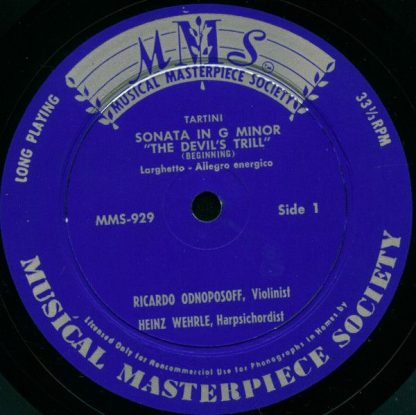 MMS
MUSICAL MASTERPIECE SOCIETY
LONG PLAYING
33⅓ RPM
TARTINI
SONATA IN G MINOR
"THE DEVIL'S TRILL"
(BEGINNING)
Larghetto - Allegro energico
MMS-929
Side 1
RICARDO ODNOPOSOFF, Violinist
HEINZ WEHRLE, Harpsichordist
Licensed Only for Noncommercial Use for Phonographs in Homes by
MUSICAL MASTERPIECE SOCIETY